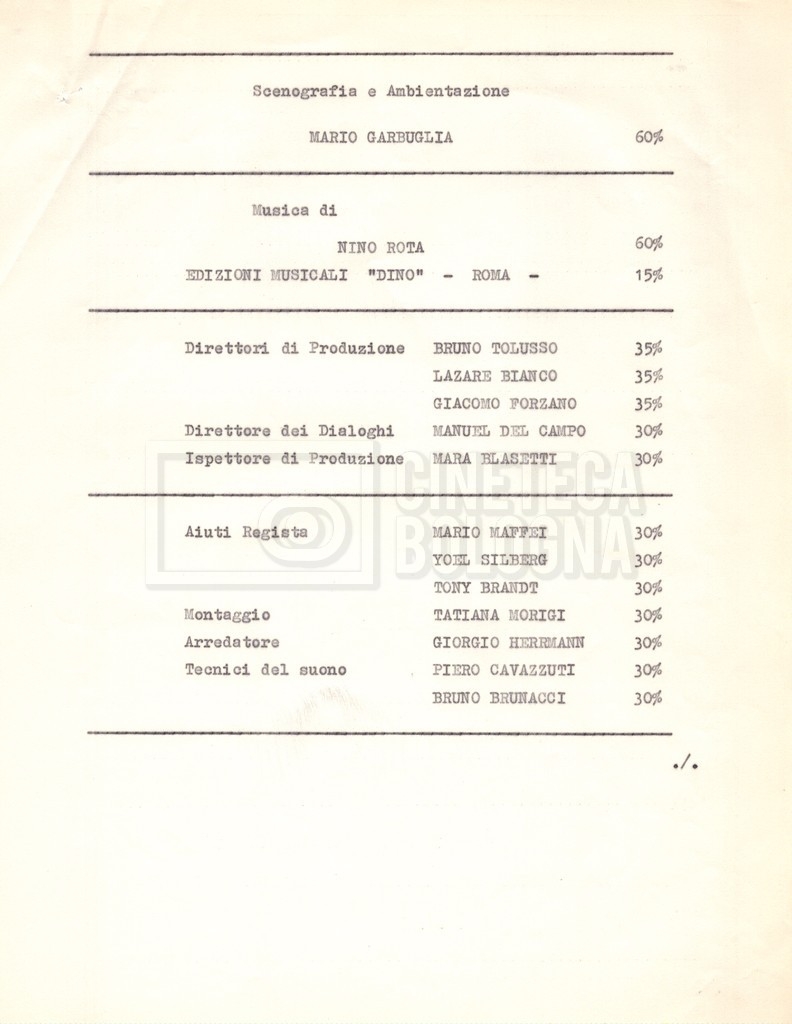 Scenografia e Ambientazione
MARIO GARBUGLIA 60%
Musica di
NINO ROTA 60%
EDIZIONI MUSICALI "DINO" - ROMA - 15%
Direttori di Produzione BRUNO TOLUSSO 35%
LAZARE BIANCO 35%
GIACOMO FORZANO 35%
Direttore dei Dialoghi MANUEL DEL CAMPO 30%
Ispettore di Produzione MARA BLASETTI 30%
CINETECA
BOLOGNA
Aiuti Regista MARIO MAFFEI 30%
YOEL SILBERG 30%
TONY BRANDT 30%
Montaggio TATIANA MORIGI 30%
Arredatore GIORGIO HERRMANN 30%
Tecnici del suono PIERO CAVAZZUTI 30%
BRUNO BRUNACCI 30%
./.